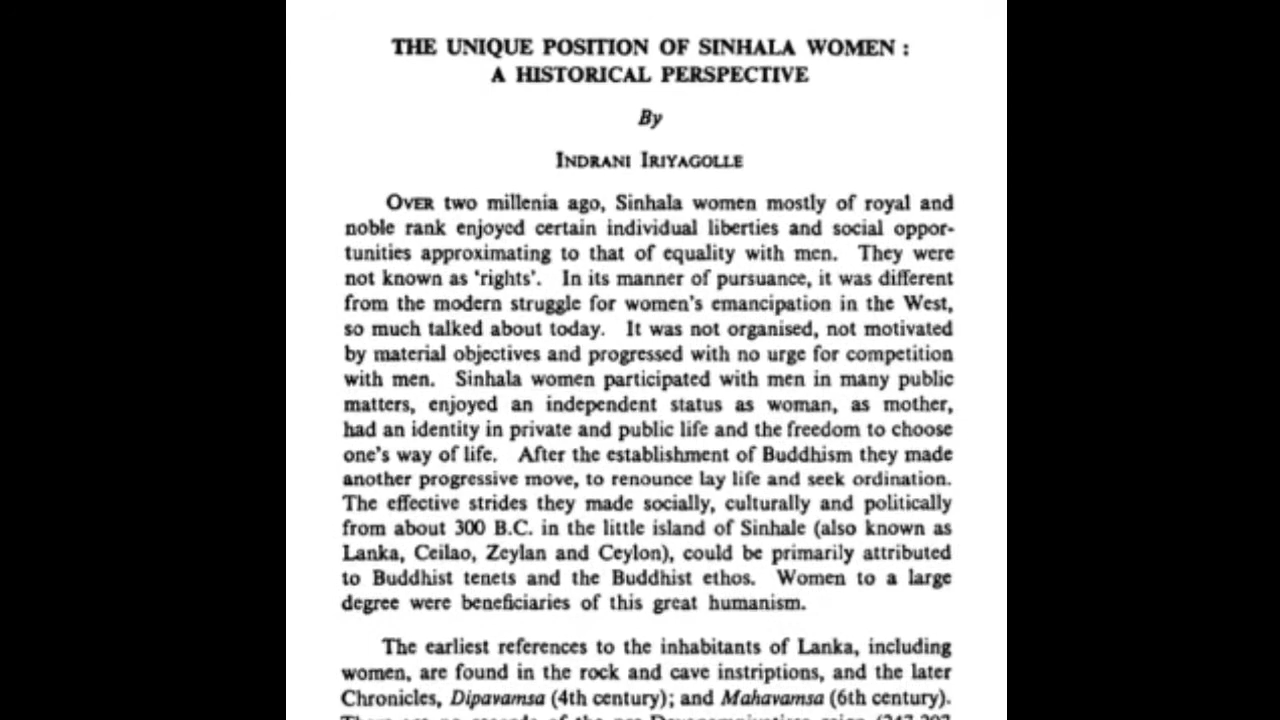 THE UNIQUE POSITION OF SINHALA WOMEN :
A HISTORICAL PERSPECTIVE
By
INDRANI IRIYAGOLLE
OVER two millenia ago, Sinhala women mostly of royal and
noble rank enjoyed certain individual liberties and social oppor-
tunities approximating to that of equality with men. They were
not known as 'rights'. In its manner of pursuance, it was different
from the modern struggle for women's emancipation in the West,
so much talked about today. It was not organised, not motivated
by material objectives and progressed with no urge for competition
with men. Sinhala women participated with men in many public
matters, enjoyed an independent status as woman, as mother,
had an identity in private and public life and the freedom to choose
one's way of life. After the establishment of Buddhism they made
another progressive move, to renounce lay life and seek ordination.
The effective strides they made socially, culturally and politically
from about 300 B.C. in the little island of Sinhale (also known as
Lanka, Ceilao, Zeylan and Ceylon), could be primarily attributed
to Buddhist tenets and the Buddhist ethos. Women to a large
degree were beneficiaries of this great humanism.
The earliest references to the inhabitants of Lanka, including
women, are found in the rock and cave instriptions, and the later
Chronicles, Dipavamsa (4th century); and Mahavamsa (6th century).